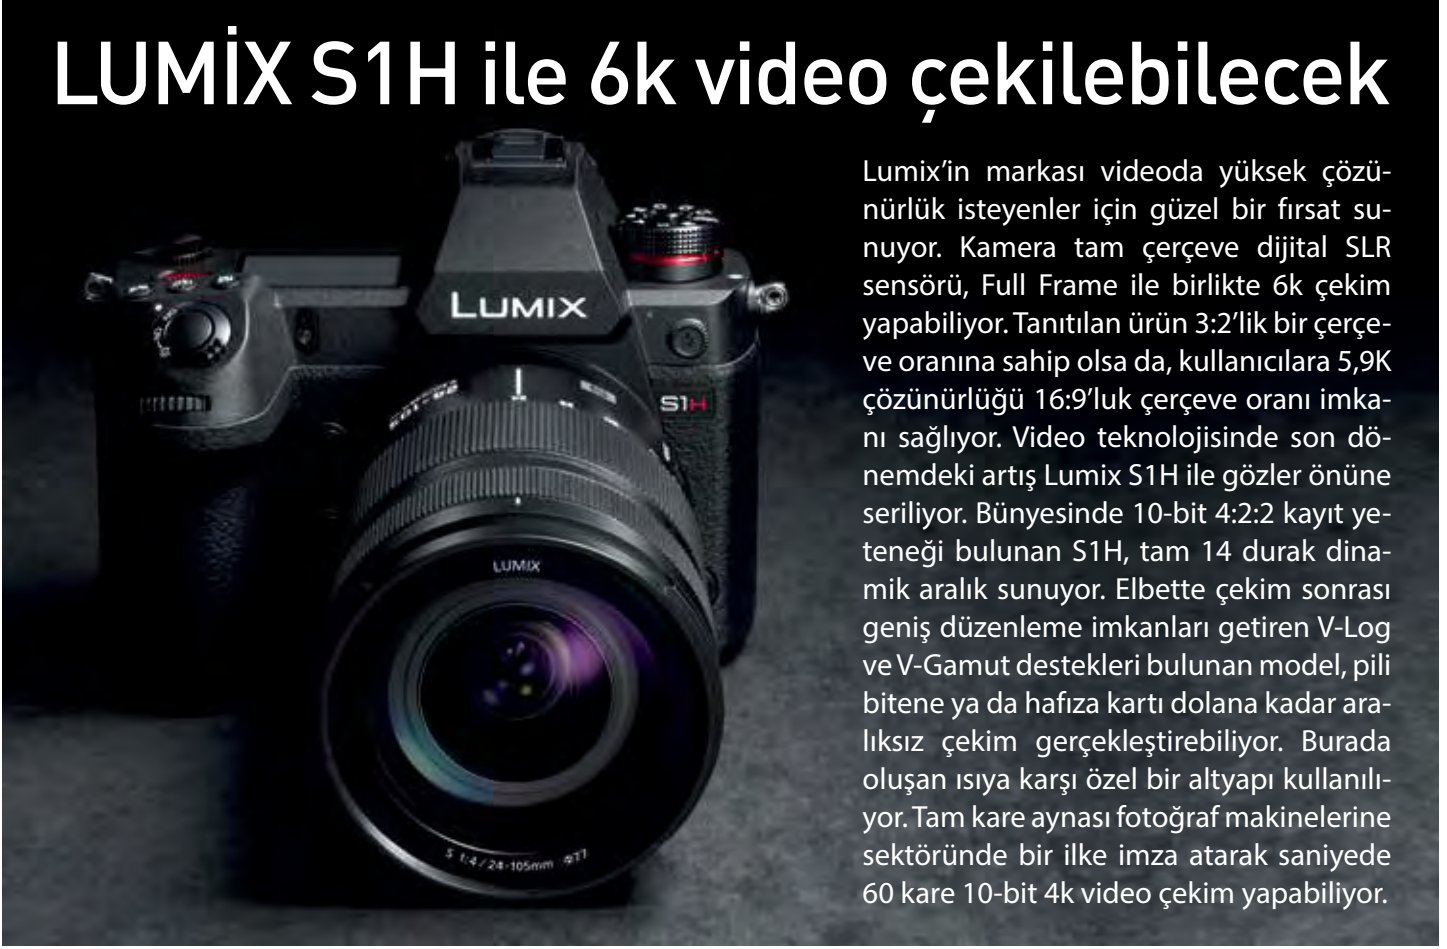 LUMİX S1H ile 6k video çekilebilecek
Lumix’in markası videoda yüksek çözü-
nürlük isteyenler için güzel bir fırsat su-
nuyor. Kamera tam çerçeve dijital SLR
sensörü, Full Frame ile birlikte 6k çekim
yapabiliyor. Tanıtılan ürün 3:2’lik bir çerçe-
ve oranına sahip olsa da, kullanıcılara 5,9K
çözünürlüğü 16:9’luk çerçeve oranı imka-
nı sağlıyor. Video teknolojisinde son dö-
nemdeki artış Lumix S1H ile gözler önüne
seriliyor. Bünyesinde 10-bit 4:2:2 kayıt ye-
teneği bulunan S1H, tam 14 durak dina-
mik aralık sunuyor. Elbette çekim sonrası
geniş düzenleme imkanları getiren V-Log
ve V-Gamut destekleri bulunan model, pili
bitene ya da hafıza kartı dolana kadar ara-
lıksız çekim gerçekleştirebiliyor. Burada
oluşan ısıya karşı özel bir altyapı kullanılı-
yor. Tam kare aynası fotoğraf makinelerine
sektöründe bir ilke imza atarak saniyede
60 kare 10-bit 4k video çekim yapabiliyor.
LUMIX
S1H
LUMIX
S 1:4 / 24-105mm Φ77